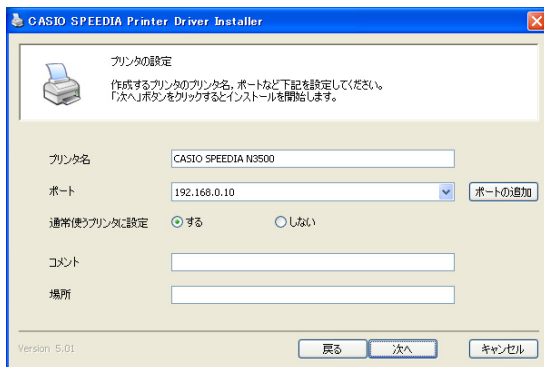 CASIO SPEEDIA Printer Driver Installer
プリンタの設定
作成するプリンタのプリンタ名，ポートなど下記を設定してください。
「次へ」ボタンをクリックするとインストールを開始します。
プリンタ名 CASIO SPEEDIA N3500
ポート 192.168.0.10 ポートの追加
通常使うプリンタに設定 する しない
コメント
場所
Version 5.01 戻る 次へ キャンセル